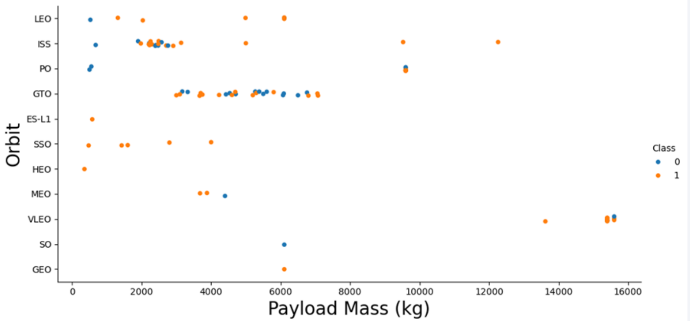 LEO
ISS
PO
GTO
ES-L1
SSO
HEO
MEO
VLEO
SO
GEO
Orbit
0 2000 4000 6000 8000 10000 12000 14000 16000
Payload Mass (kg)
Class
0
1